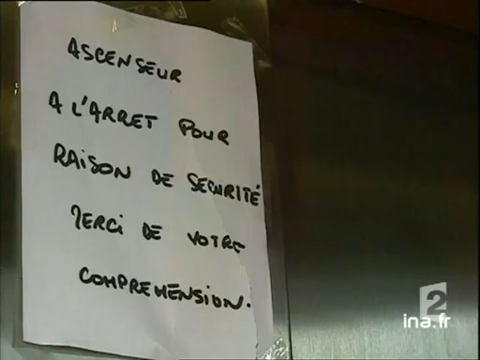 ASCENSEUR
A L'ARRET POUR
RAISON DE SECURITÉ
MERCI DE VOTRE
COMPREHENSION.
2
ina.fr